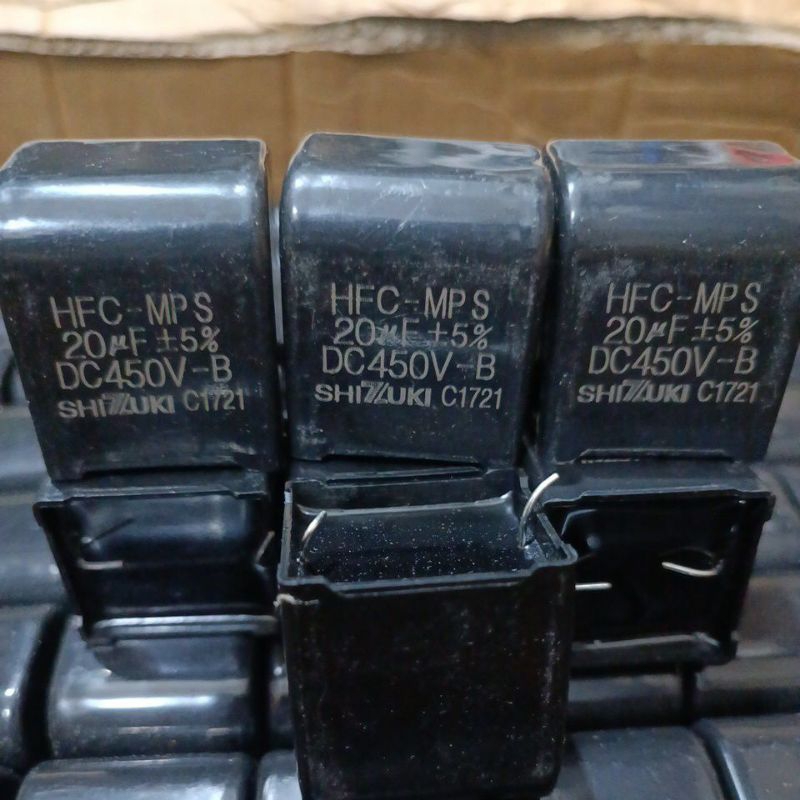 HFC-MPS
20μF±5%
DC450V-B
SHIZUKI C1721
HFC-MPS
20μF±5%
DC450V-B
SHIZUKI C1721
HFC-MPS
20μF±5%
DC450V-B
SHIZUKI C1721